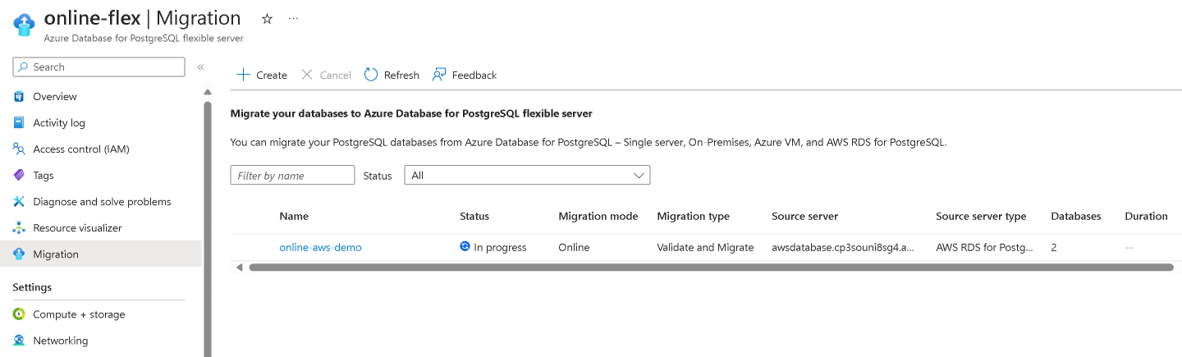 online-flex | Migration ☆ ···
Azure Database for PostgreSQL flexible server
Search «
Overview
Activity log
Access control (IAM)
Tags
Diagnose and solve problems
Resource visualizer
Migration
Settings
Compute + storage
Networking
Create Cancel Refresh Feedback
Migrate your databases to Azure Database for PostgreSQL flexible server
You can migrate your PostgreSQL databases from Azure Database for PostgreSQL – Single server, On-Premises, Azure VM, and AWS RDS for PostgreSQL.
Filter by name Status All
Name Status Migration mode Migration type Source server Source server type Databases Duration
online-aws-demo In progress Online Validate and Migrate awsdatabase.cp3souni8sg4.a... AWS RDS for Postg... 2 --